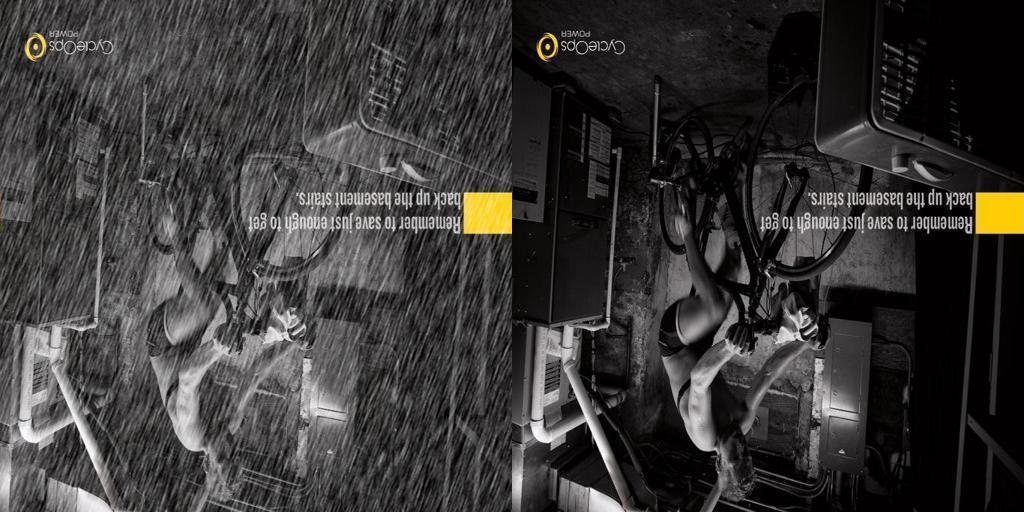 Remember to save just enough to get
back up the basement stairs.
CycleOps
POWER
Remember to save just enough to get
back up the basement stairs.
CycleOps
POWER